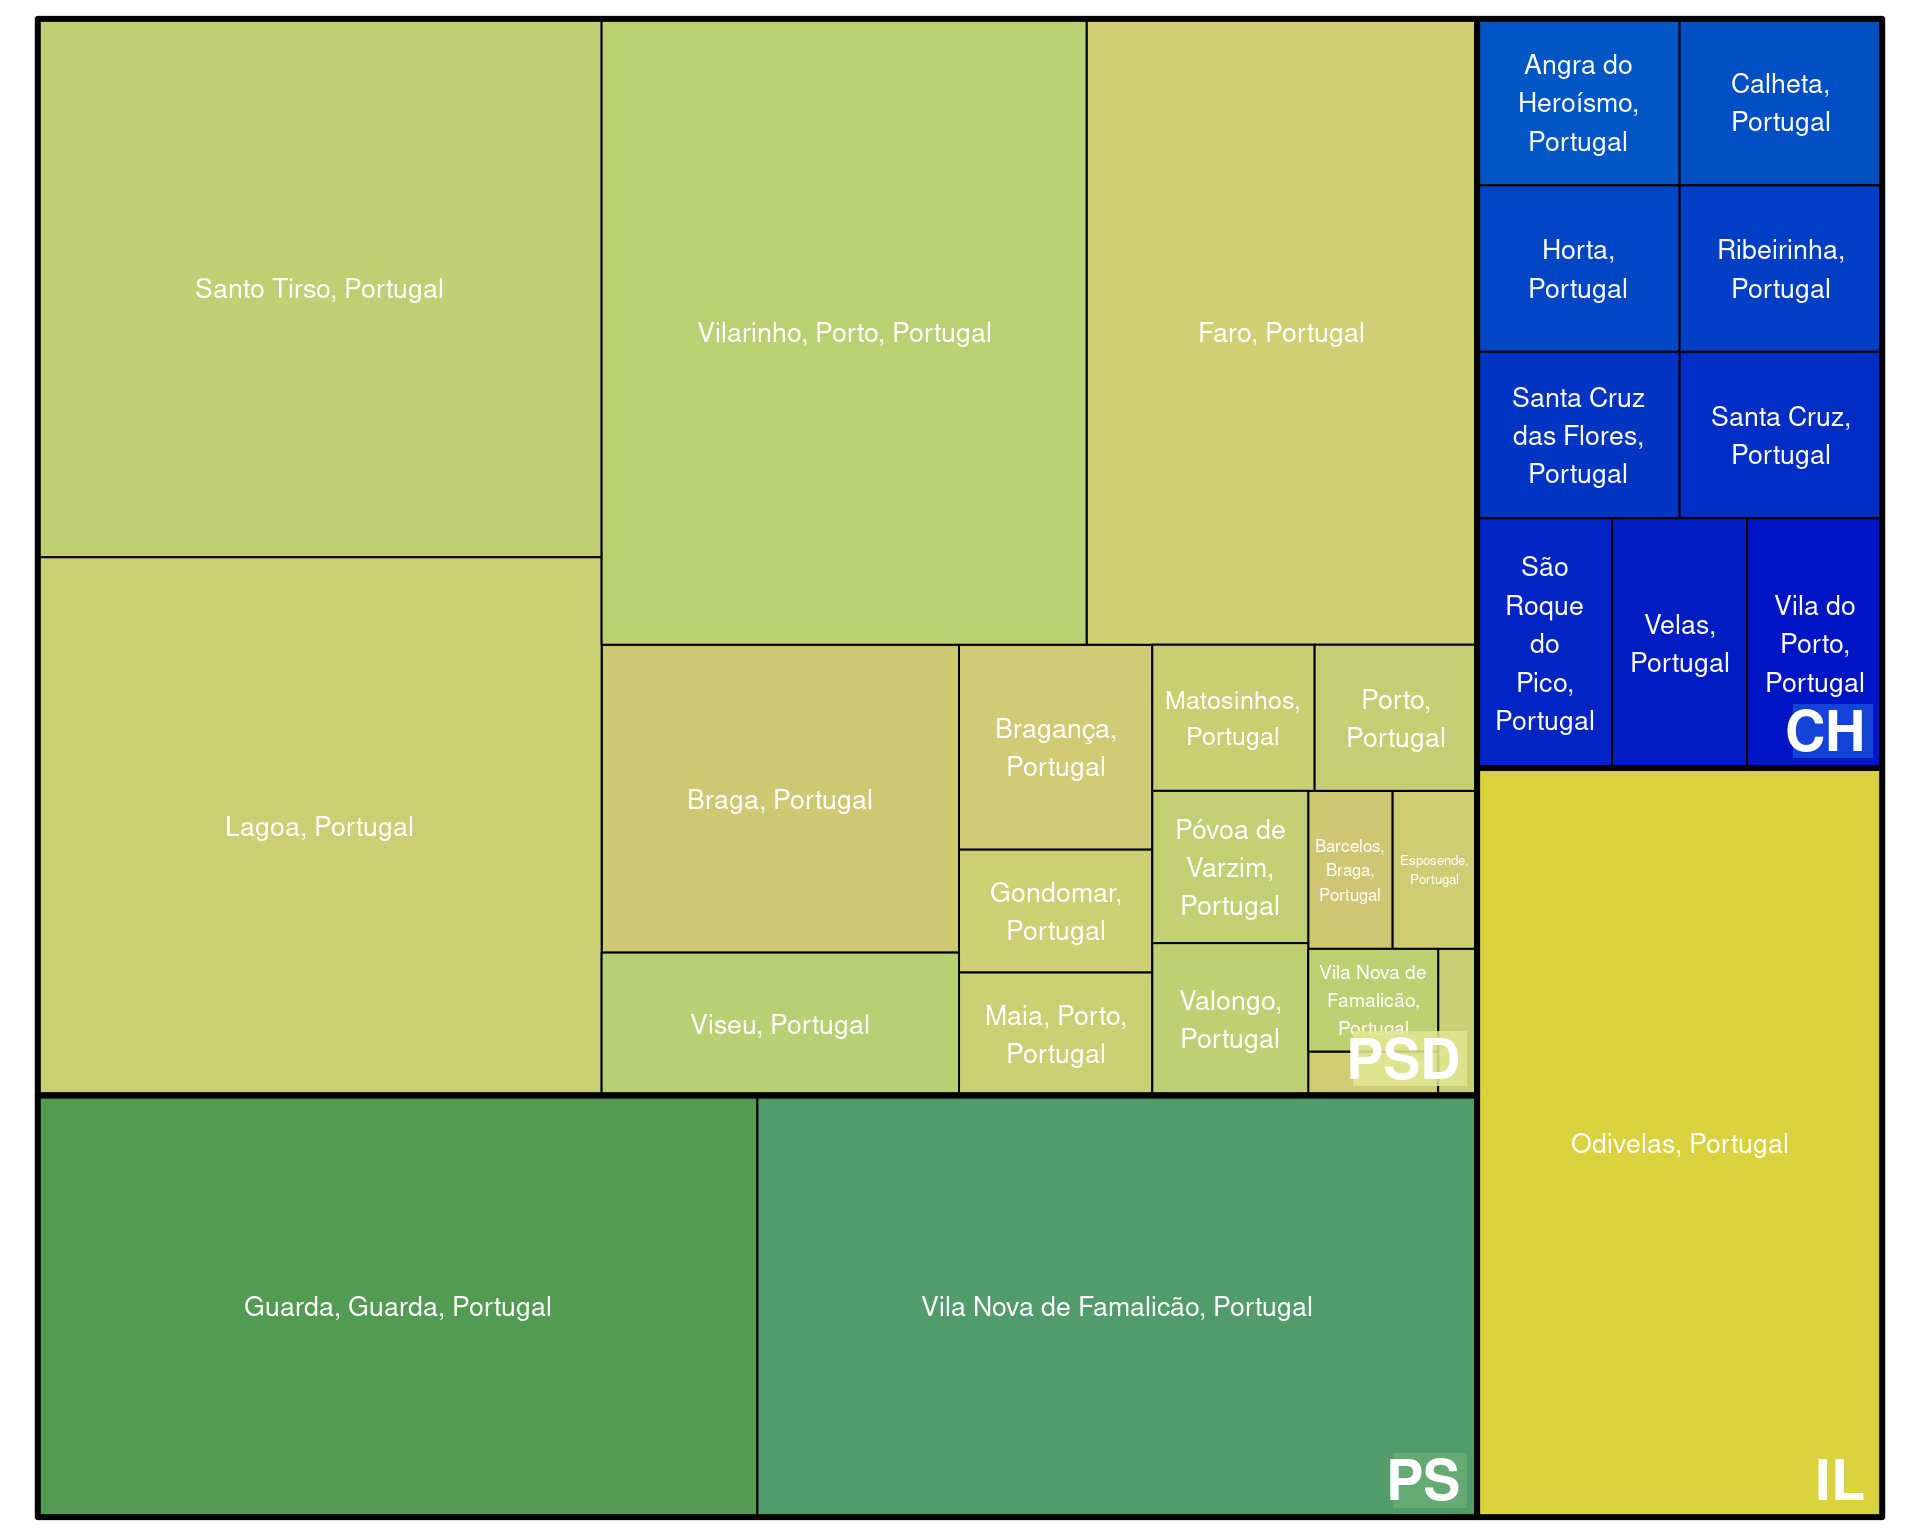 Santo Tirso, Portugal
Lagoa, Portugal
Vilarinho, Porto, Portugal
Faro, Portugal
Braga, Portugal
Viseu, Portugal
Bragança,
Portugal
Gondomar,
Portugal
Maia, Porto,
Portugal
Matosinhos,
Portugal
Porto,
Portugal
Póvoa de
Varzim,
Portugal
Valongo,
Portugal
Barcelos,
Braga,
Portugal
Esposende,
Portugal
Vila Nova de
Famalicão,
Portugal
PSD
Guarda, Guarda, Portugal
Vila Nova de Famalicão, Portugal
PS
Angra do
Heroísmo,
Portugal
Calheta,
Portugal
Horta,
Portugal
Ribeirinha,
Portugal
Santa Cruz
das Flores,
Portugal
Santa Cruz,
Portugal
São
Roque
do
Pico,
Portugal
Velas,
Portugal
Vila do
Porto,
Portugal
CH
Odivelas, Portugal
IL